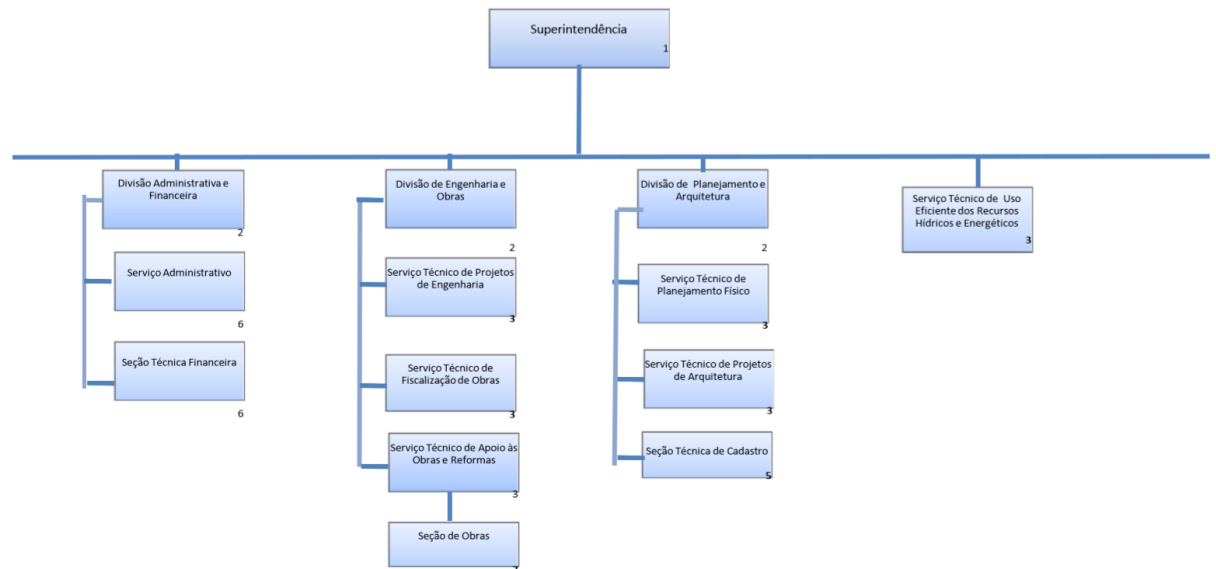 Superintendência
1
Divisão Administrativa e
Financeira
2
Serviço Administrativo
6
Seção Técnica Financeira
6
Divisão de Engenharia e
Obras
2
Serviço Técnico de Projetos
de Engenharia
3
Serviço Técnico de
Fiscalização de Obras
3
Serviço Técnico de Apoio às
Obras e Reformas
3
Seção de Obras
Divisão de Planejamento e
Arquitetura
2
Serviço Técnico de
Planejamento Físico
3
Serviço Técnico de Projetos
de Arquitetura
3
Seção Técnica de Cadastro
5
Serviço Técnico de Uso
Eficiente dos Recursos
Hídricos e Energéticos
3